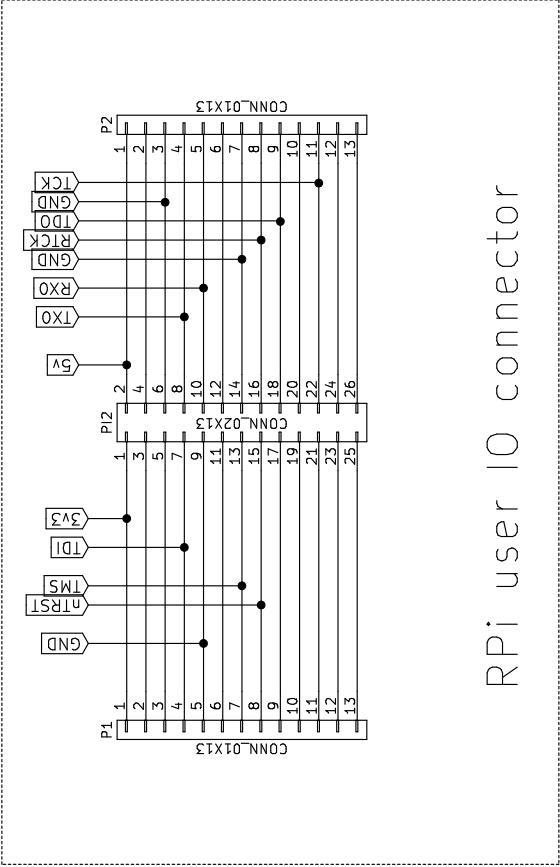 CONN_01X13
P2
1 2 3 4 5 6 7 8 9 10 11 12 13
TCK
GND
TDO
RTCK
GND
RX0
TX0
5v
2 4 6 8 10 12 14 16 18 20 22 24 26
PI2
CONN_02X13
1 3 5 7 9 11 13 15 17 19 21 23 25
3v3
TDI
TMS
nTRST
GND
1 2 3 4 5 6 7 8 9 10 11 12 13
P1
CONN_01X13
RPi user IO connector